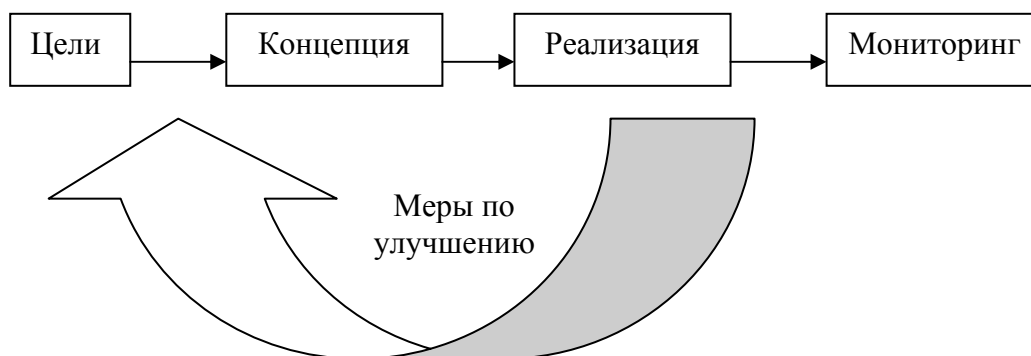 Цели
Концепция
Реализация
Мониторинг
Меры по
улучшению